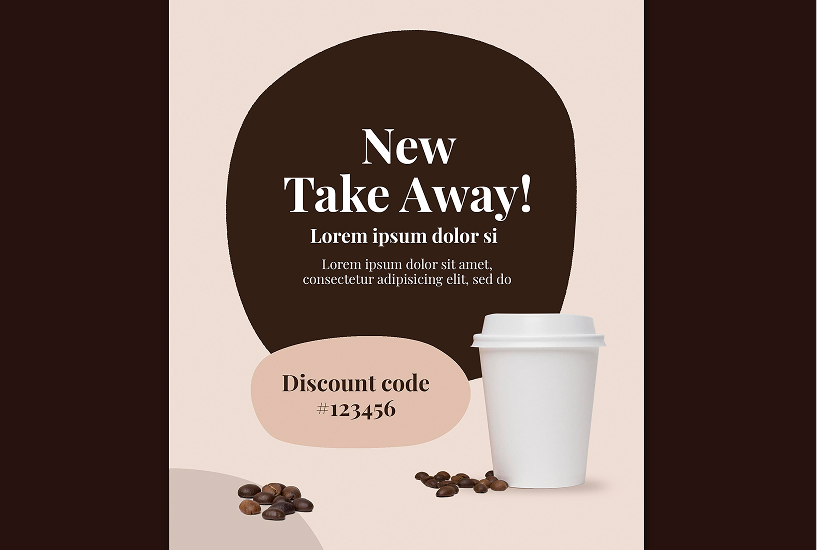 New
Take Away!
Lorem ipsum dolor si
Lorem ipsum dolor sit amet,
consectetur adipisicing elit, sed do
Discount code
#123456